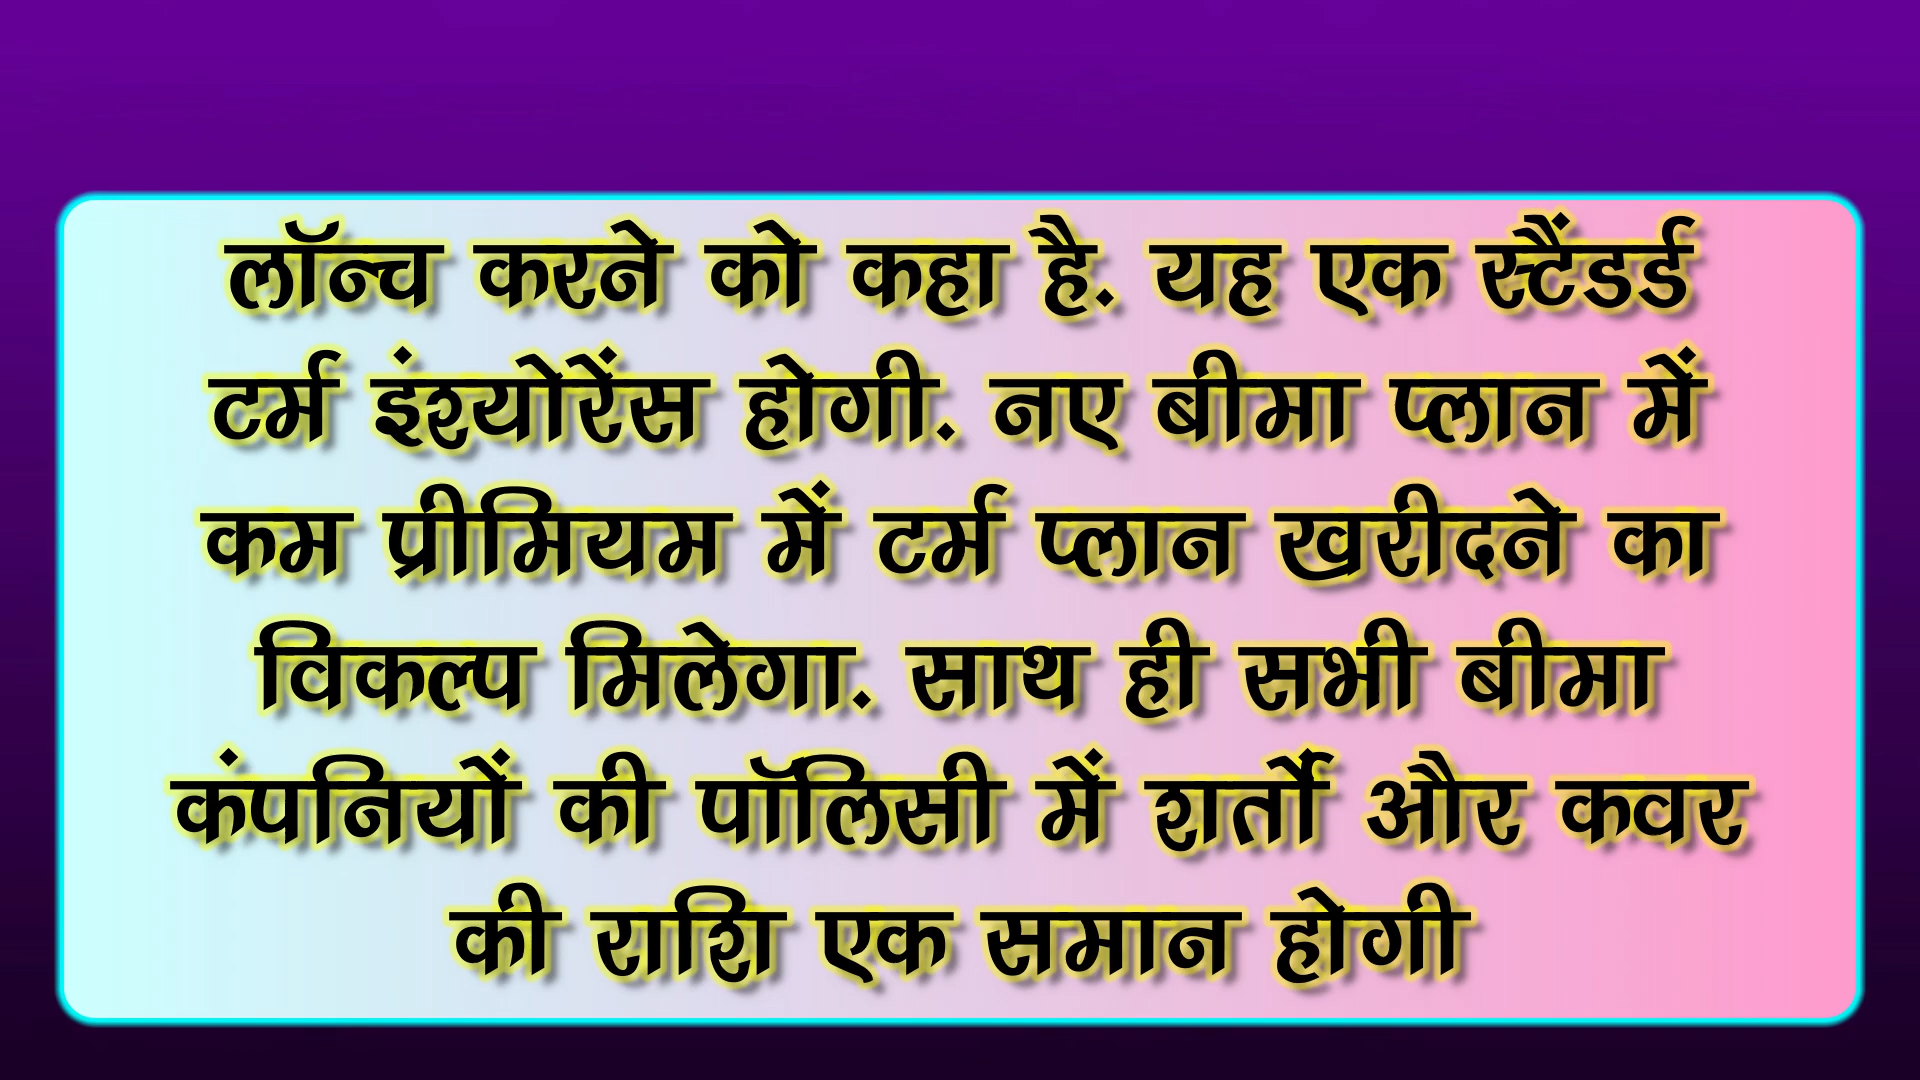 लॉन्च करने को कहा है. यह एक स्टैंडर्ड
टर्म इंश्योरेंस होगी. नए बीमा प्लान में
कम प्रीमियम में टर्म प्लान खरीदने का
विकल्प मिलेगा. साथ ही सभी बीमा
कंपनियों की पॉलिसी में शर्तो और कवर
की राशि एक समान होगी